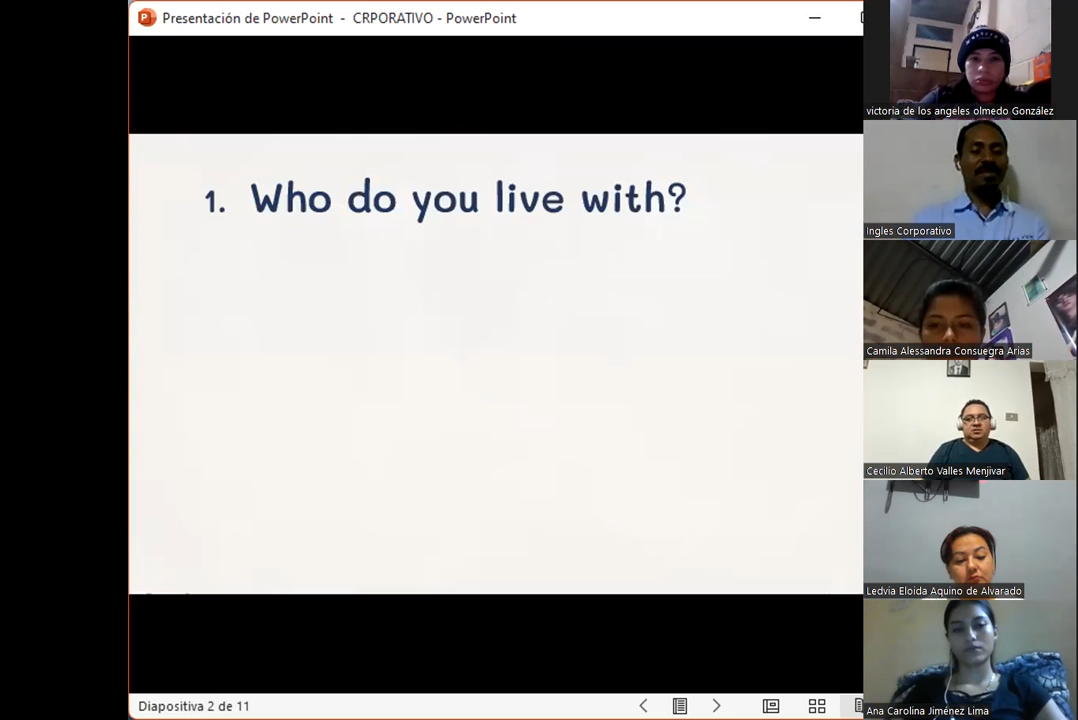 Presentación de PowerPoint - CRPORATIVO - PowerPoint
victoria de los angeles olmedo González
Ingles Corporativo
1. Who do you live with?
Camila Alessandra Consuegra Arias
Cecilio Alberto Valles Menjivar
Ledvia Eloida Aquino de Alvarado
Diapositiva 2 de 11
Ana Carolina Jiménez Lima